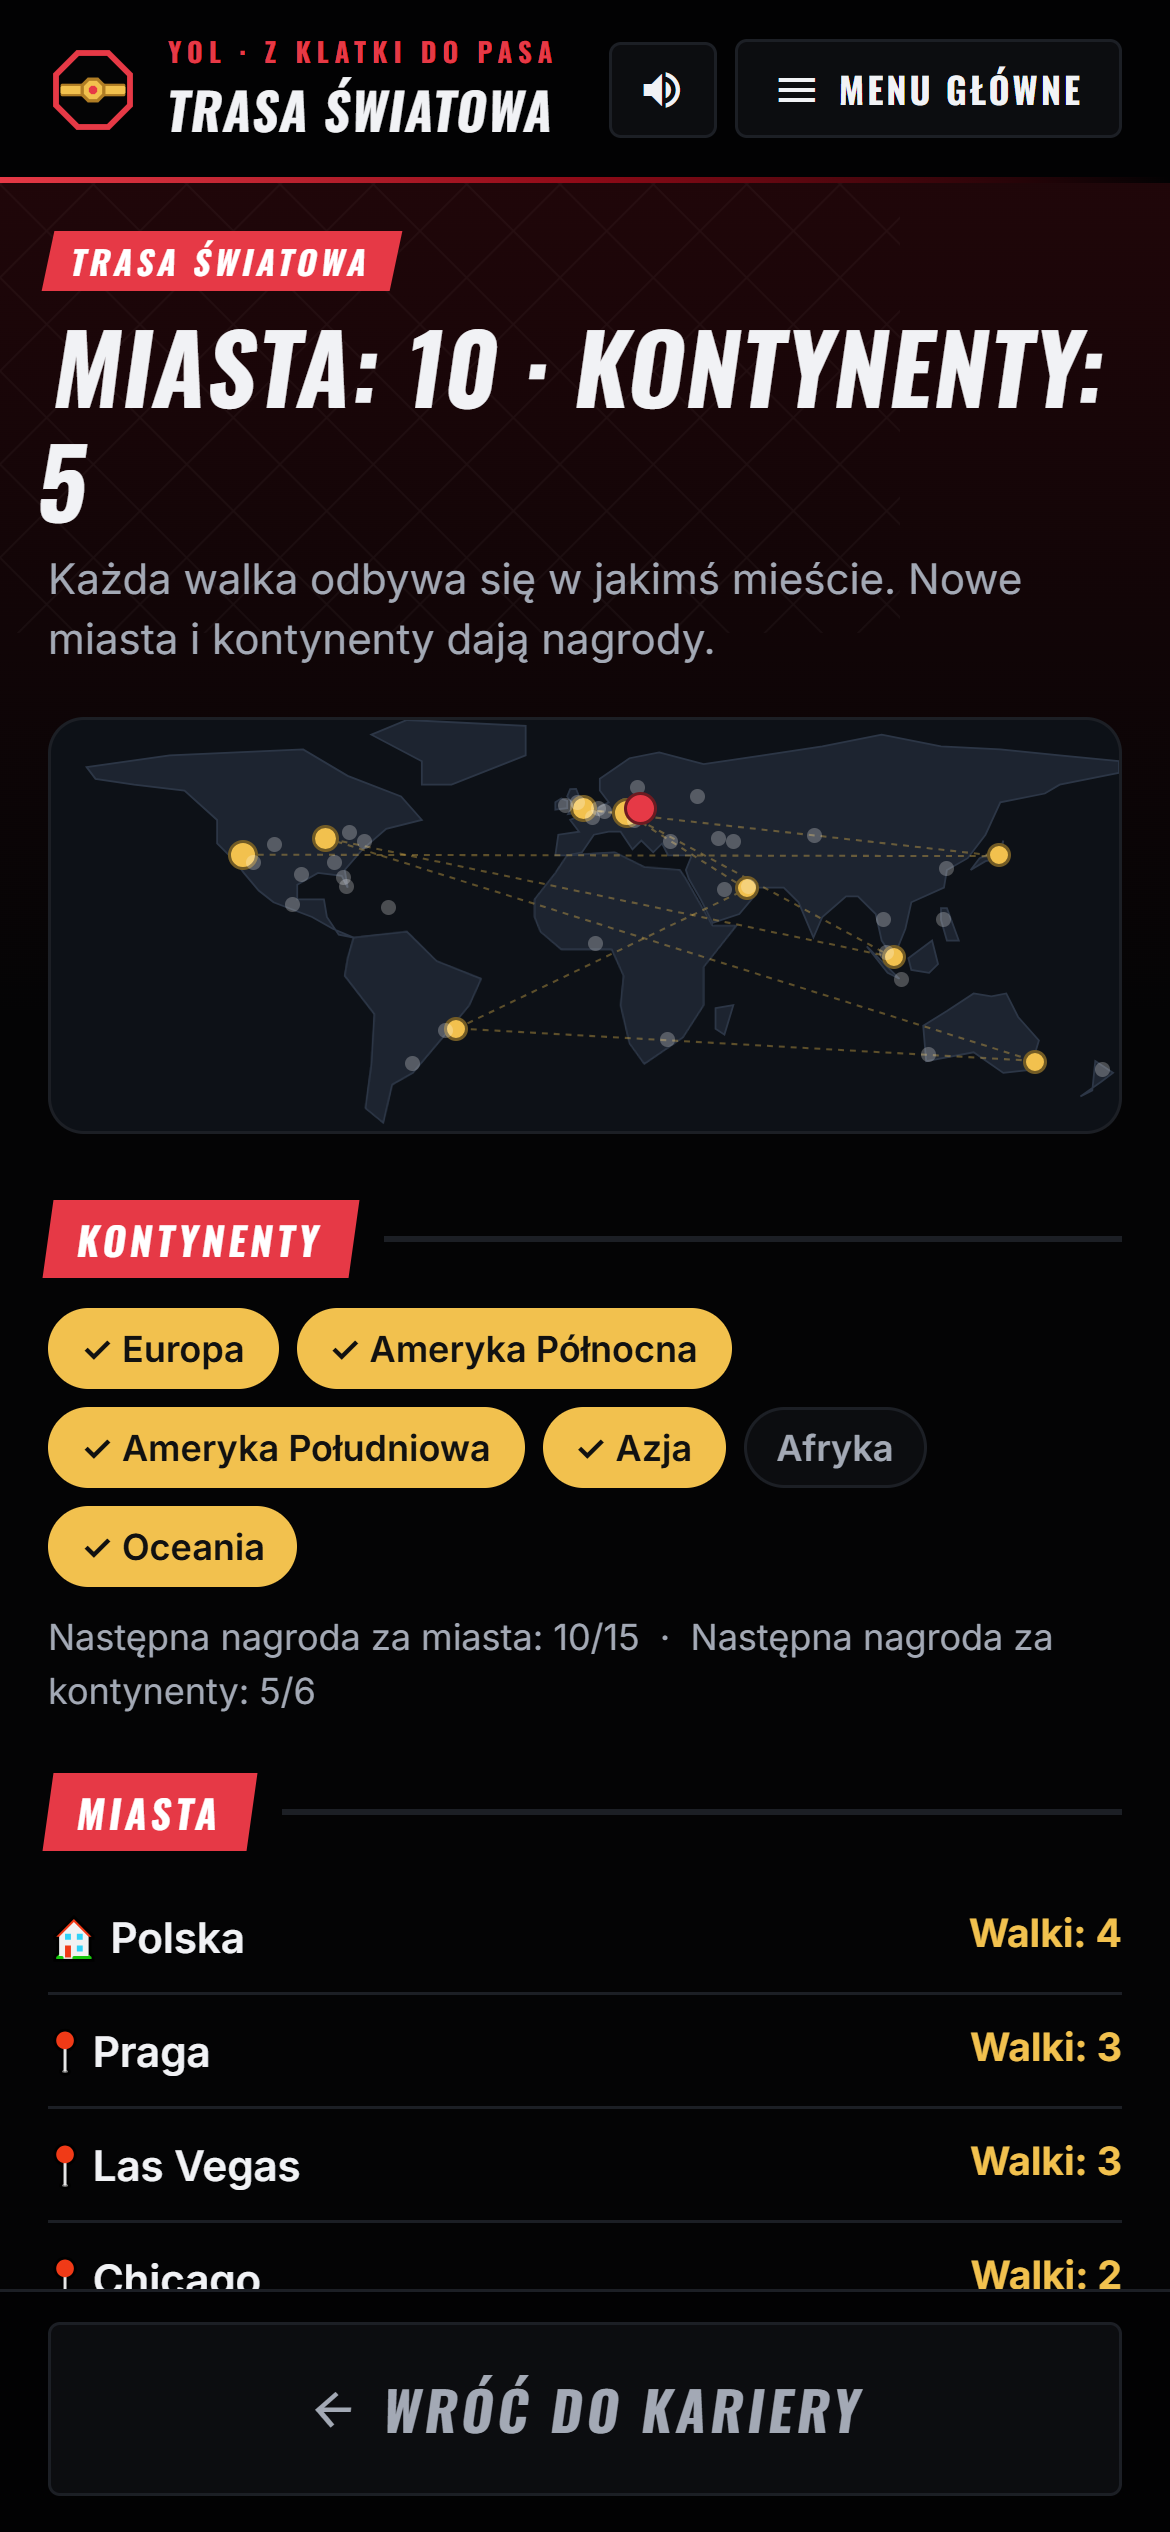 YOL · Z KLATKI DO PASA
TRASA ŚWIATOWA
MENU GŁÓWNE
TRASA ŚWIATOWA
MIASTA: 10 · KONTYNENTY:
5
Każda walka odbywa się w jakimś mieście. Nowe
miasta i kontynenty dają nagrody.
KONTYNENTY
✓ Europa
✓ Ameryka Północna
✓ Ameryka Południowa
✓ Azja
Afryka
✓ Oceania
Następna nagroda za miasta: 10/15 · Następna nagroda za
kontynenty: 5/6
MIASTA
Polska Walki: 4
Praga Walki: 3
Las Vegas Walki: 3
Chicago Walki: 2
← WRÓĆ DO KARIERY